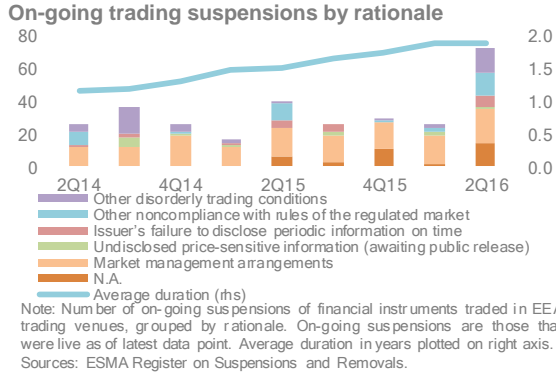 On-going trading suspensions by rationale
80 2.0
60 1.5
40 1.0
20 0.5
0 0.0
2Q14 4Q14 2Q15 4Q15 2Q16
Other disorderly trading conditions
Other noncompliance with rules of the regulated market
Issuer's failure to disclose periodic information on time
Undisclosed price-sensitive information (awaiting public release)
Market management arrangements
N.A.
Average duration (rhs)
Note: Number of on-going suspensions of financial instruments traded in EEA
trading venues, grouped by rationale. On-going suspensions are those that
were live as of latest data point. Average duration in years plotted on right axis.
Sources: ESMA Register on Suspensions and Removals.